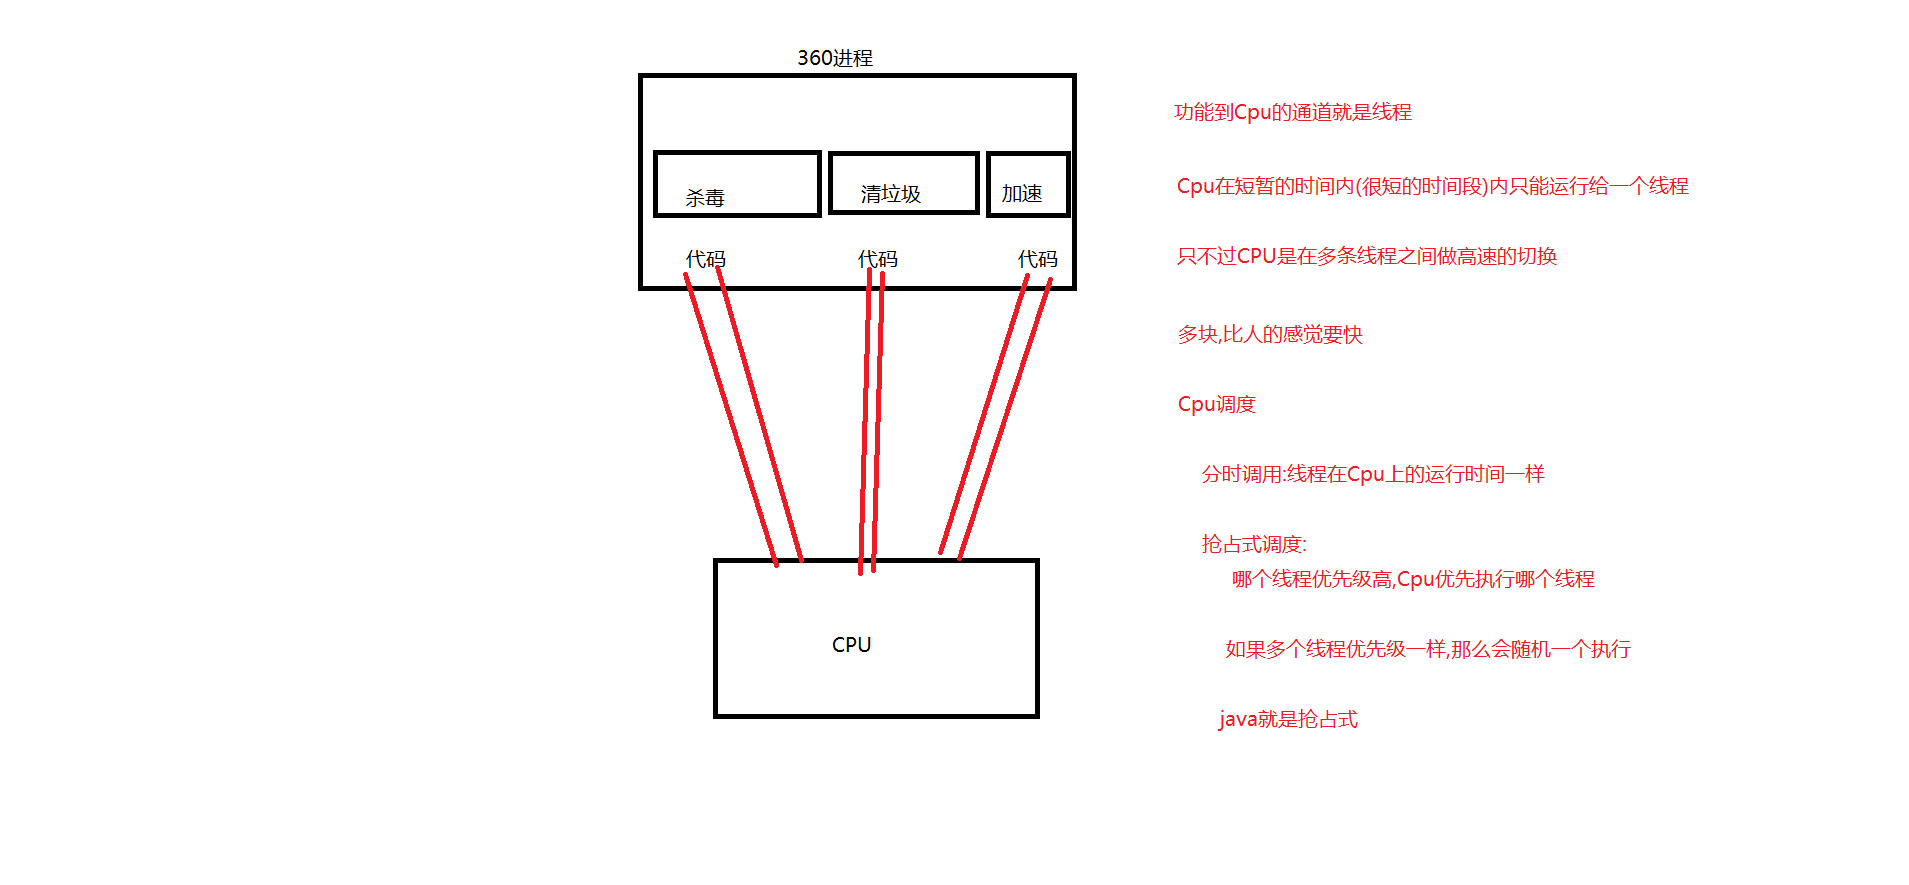 360进程
杀毒
清垃圾
加速
代码
代码
代码
CPU
功能到Cpu的通道就是线程
Cpu在短暂的时间内(很短的时间段)内只能运行给一个线程
只不过CPU是在多条线程之间做高速的切换
多块,比人的感觉要快
Cpu调度
分时调用:线程在Cpu上的运行时间一样
抢占式调度:
哪个线程优先级高,Cpu优先执行哪个线程
如果多个线程优先级一样,那么会随机一个执行
java就是抢占式